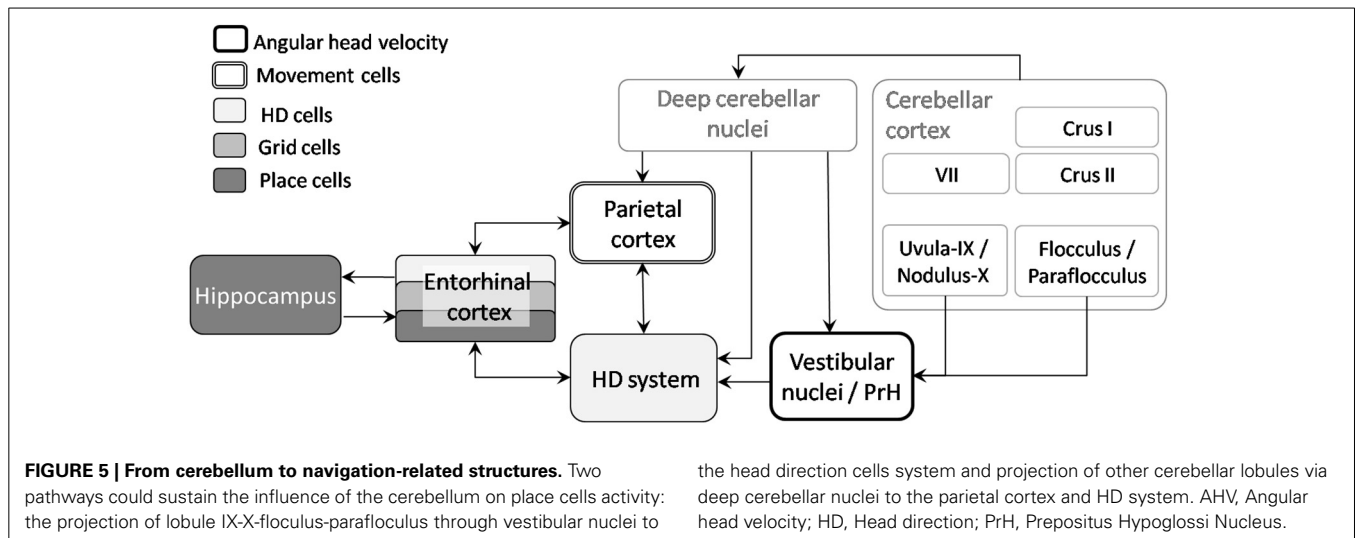 Angular head velocity
Movement cells
HD cells
Grid cells
Place cells
Deep cerebellar
nuclei
Cerebellar
cortex
Crus I
VII
Crus II
Uvula-IX /
Nodulus-X
Flocculus /
Paraflocculus
Parietal
cortex
Hippocampus
Entorhinal
cortex
HD system
Vestibular
nuclei / PrH
FIGURE 5 | From cerebellum to navigation-related structures. Two
pathways could sustain the influence of the cerebellum on place cells activity:
the projection of lobule IX-X-floculus-parafloculus through vestibular nuclei to
the head direction cells system and projection of other cerebellar lobules via
deep cerebellar nuclei to the parietal cortex and HD system. AHV, Angular
head velocity; HD, Head direction; PrH, Prepositus Hypoglossi Nucleus.